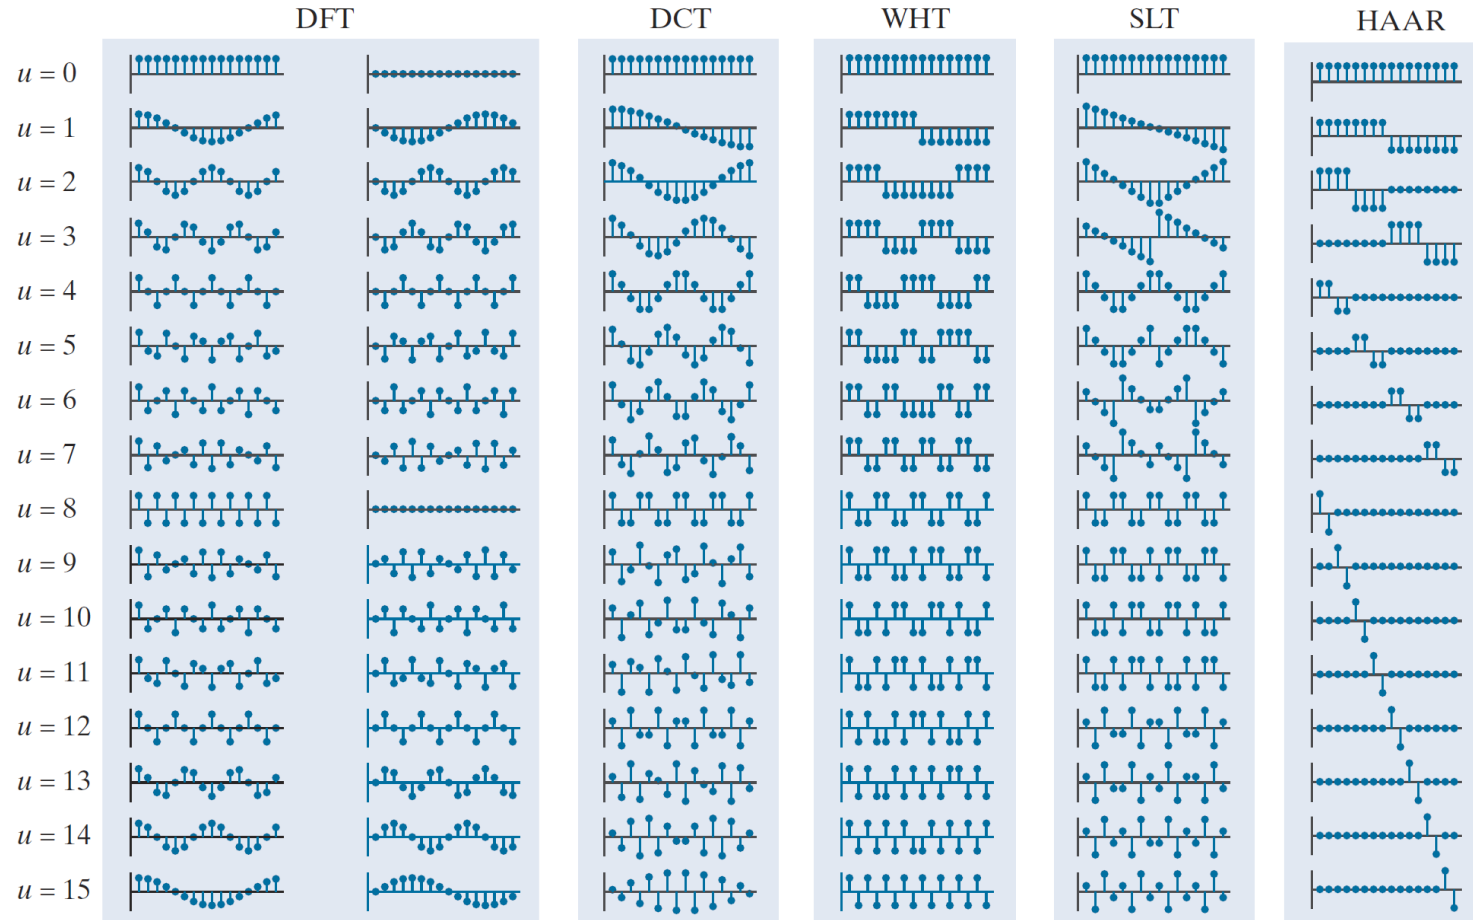 DFT DCT WHT SLT HAAR
u = 0
u = 1
u = 2
u = 3
u = 4
u = 5
u = 6
u = 7
u = 8
u = 9
u = 10
u = 11
u = 12
u = 13
u = 14
u = 15